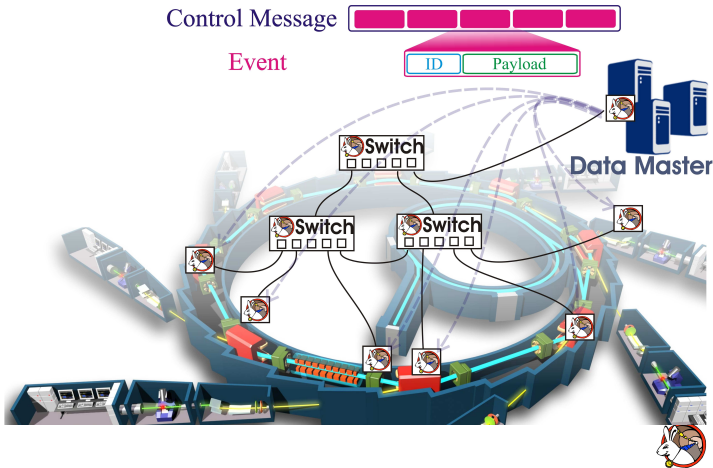 Control Message
Event
ID
Payload
Switch
Data Master
Switch
Switch